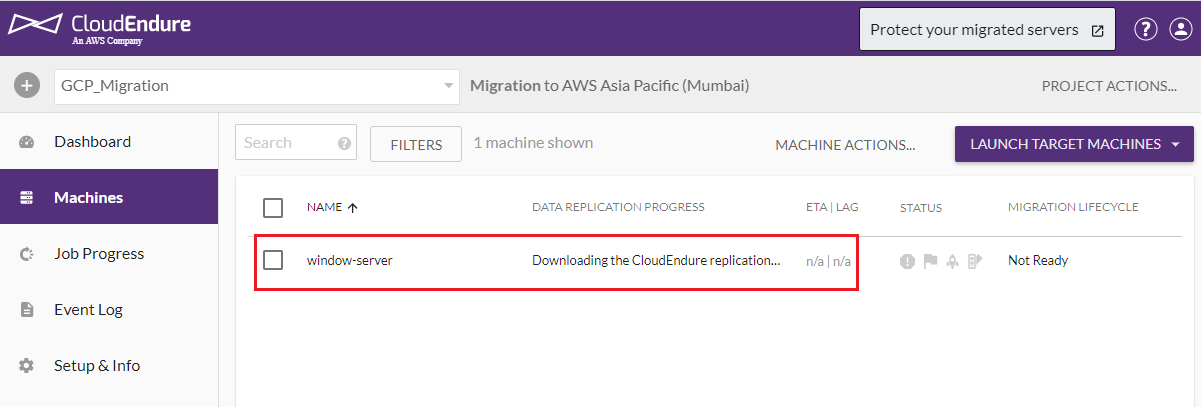 CloudEndure
An AWS Company
Protect your migrated servers
?
GCP_Migration
Migration to AWS Asia Pacific (Mumbai)
PROJECT ACTIONS...
Dashboard
Machines
Job Progress
Event Log
Setup & Info
Search ?
FILTERS
1 machine shown
MACHINE ACTIONS...
LAUNCH TARGET MACHINES
NAME DATA REPLICATION PROGRESS ETA | LAG STATUS MIGRATION LIFECYCLE
window-server Downloading the CloudEndure replication... n/a | n/a Not Ready